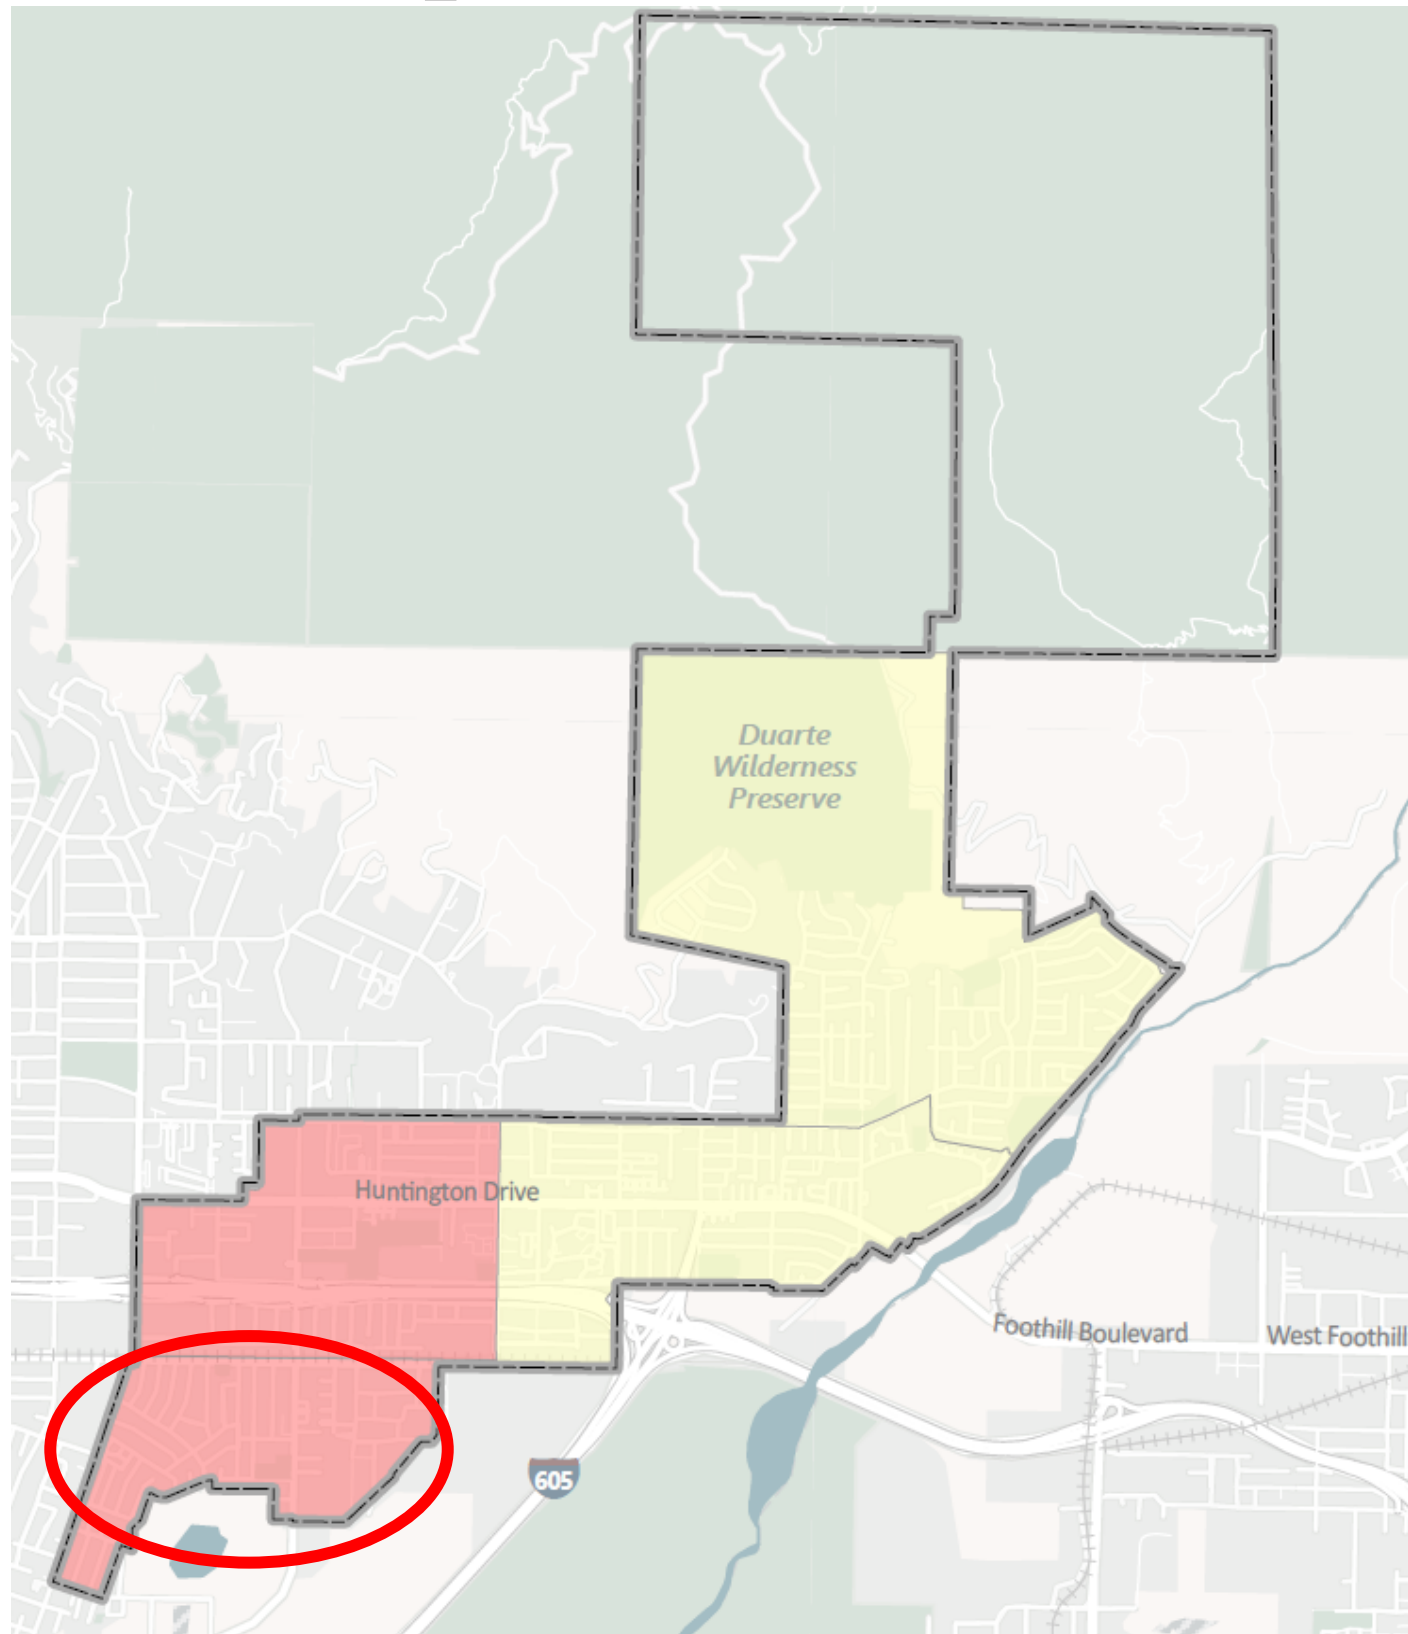 Duarte
Wilderness
Preserve
Huntington Drive
Foothill Boulevard
West Foothill
605